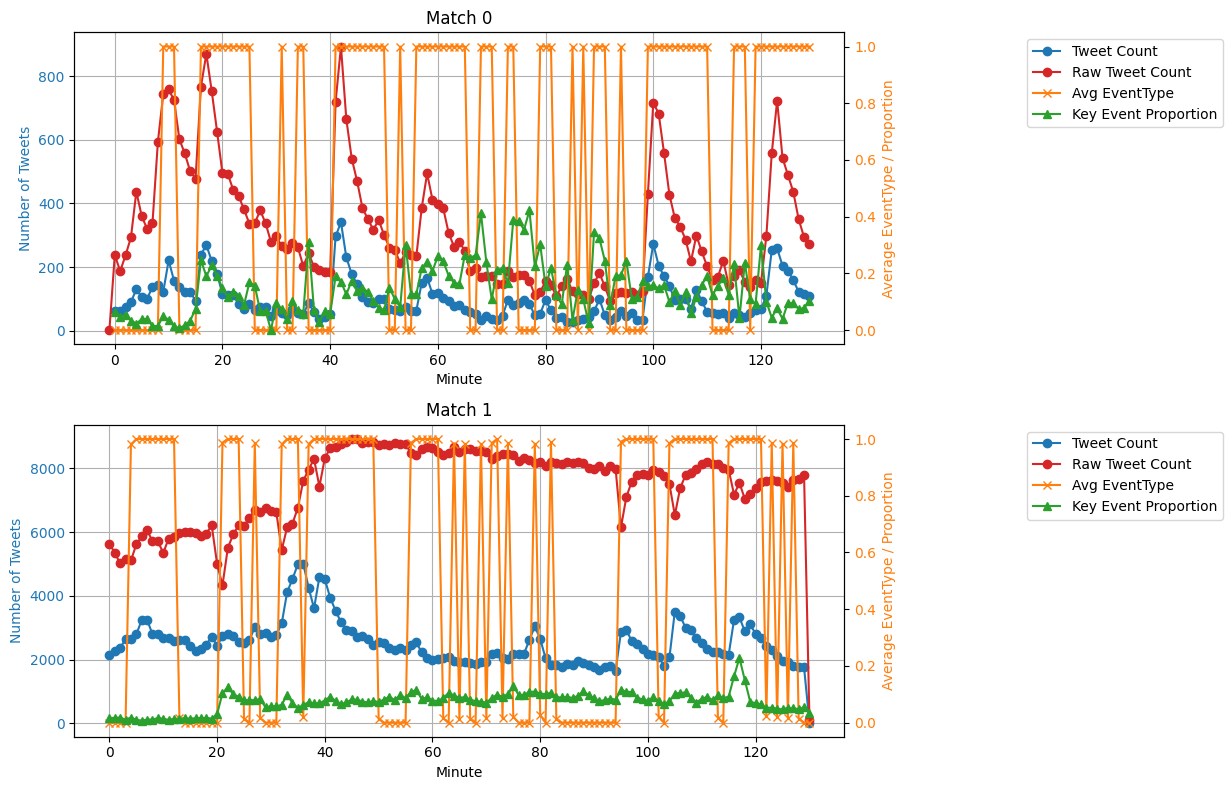 Match 0
Number of Tweets
800
600
400
200
0
1.0
0.8
0.6
0.4
0.2
0.0
Average EventType / Proportion
0 20 40 60 80 100 120
Minute
Tweet Count
Raw Tweet Count
Avg EventType
Key Event Proportion
Match 1
Number of Tweets
8000
6000
4000
2000
0
1.0
0.8
0.6
0.4
0.2
0.0
Average EventType / Proportion
0 20 40 60 80 100 120
Minute
Tweet Count
Raw Tweet Count
Avg EventType
Key Event Proportion